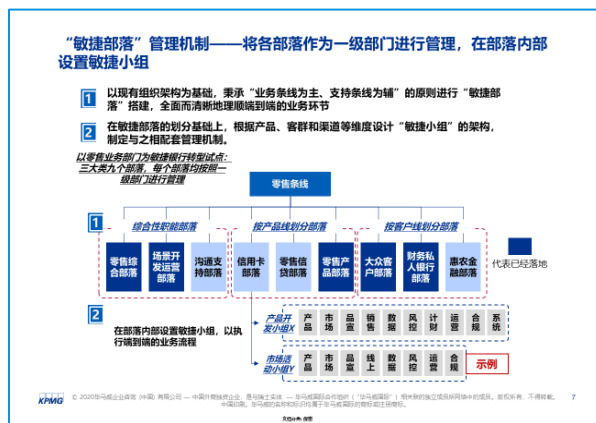 “敏捷部落”管理机制——将各部落作为一级部门进行管理，在部落内部
设置敏捷小组
1
以现有组织架构为基础，秉承“业务条线为主、支持条线为辅”的原则进行“敏捷部
落”搭建，全面而清晰地理顺端到端的业务环节
2
在敏捷部落的划分基础上，根据产品、客群和渠道等维度设计“敏捷小组”的架构，
制定与之相配套管理机制。
以零售业务部门为敏捷银行转型试点：
三大类九个部落，每个部落均按照一
级部门进行管理
零售条线
1
综合性职能部落
按产品线划分部落
按客户线划分部落
零售综
合部落
场景开
发运营
部落
沟通支
持部落
信用卡
部落
零售信
贷部落
零售产
品部落
大众客
户部落
财务私
人银行
部落
惠农金
融部落
代表已经落地
2
在部落内部设置敏捷小组，以执
行端到端的业务流程
产品开
发小组X
产品
市场
品宣
销售
数据
风控
计财
运营
合规
系统
市场活
动小组Y
产品
市场
品宣
线上
数据
风控
运营
合规
示例
KPMG
7